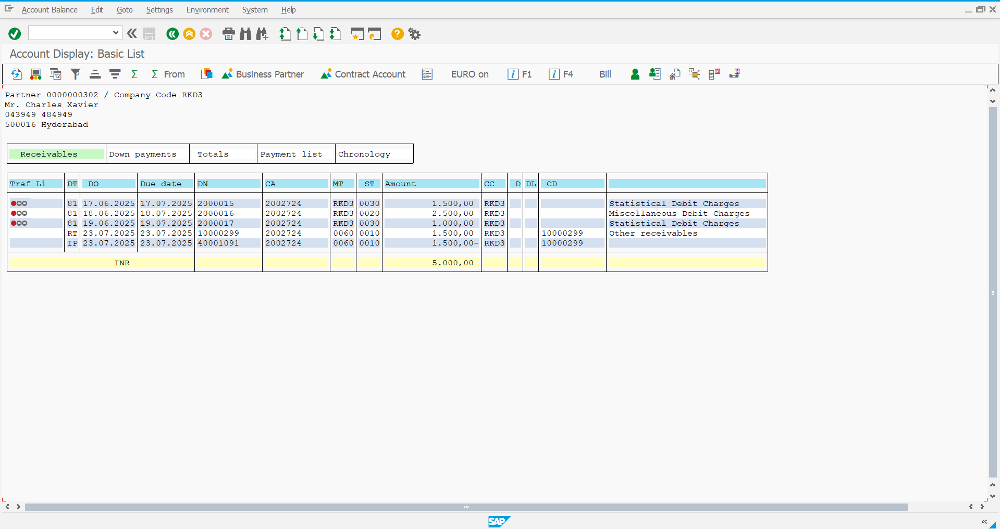 Account Balance Edit Goto Settings Environment System Help
Account Display: Basic List
From Business Partner Contract Account EURO on F1 F4 Bill
Partner 0000000302 / Company Code RKD3
Mr. Charles Xavier
043949 484949
500016 Hyderabad
Receivables Down payments Totals Payment list Chronology
Traf Li DT DO Due date DN CA MT ST Amount CC D DL CD
81 17.06.2025 17.07.2025 2000015 2002724 RKD3 0030 1.500,00 RKD3 Statistical Debit Charges
81 18.06.2025 18.07.2025 2000016 2002724 RKD3 0020 2.500,00 RKD3 Miscellaneous Debit Charges
81 19.06.2025 19.07.2025 2000017 2002724 RKD3 0030 1.000,00 RKD3 Statistical Debit Charges
RT 23.07.2025 23.07.2025 10000299 2002724 0060 0010 1.500,00 RKD3 10000299 Other receivables
IP 23.07.2025 23.07.2025 40001091 2002724 0060 0010 1.500,00- RKD3 10000299
INR 5.000,00
SAP